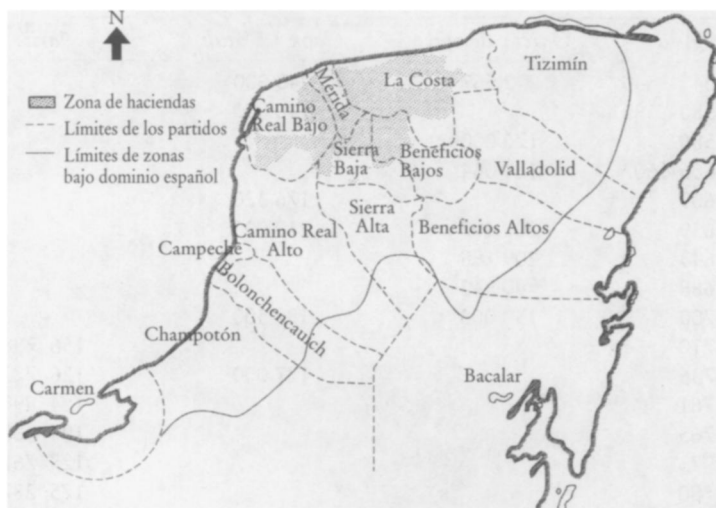 N
Zona de haciendas
Límites de los partidos
Límites de zonas
bajo dominio español
Mérida
La Costa
Tizimín
Camino
Real Bajo
Sierra
Baja
Beneficios
Bajos
Valladolid
Sierra
Alta
Beneficios Altos
Camino Real
Alto
Campeche
Bolonchencauich
Champotón
Carmen
Bacalar